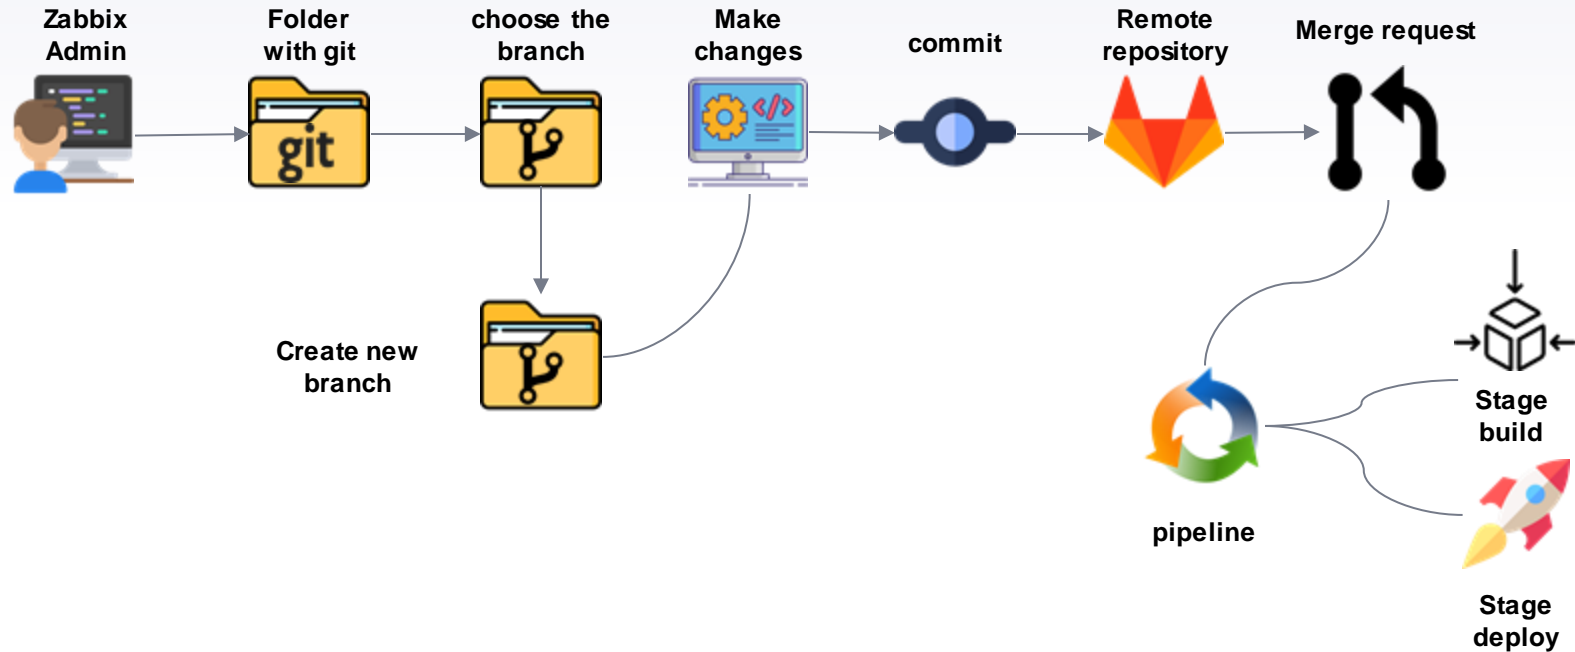 Zabbix
Admin
Folder
with git
choose the
branch
Make
changes
commit
Remote
repository
Merge request
git
</>
Create new
branch
Stage
build
pipeline
Stage
deploy